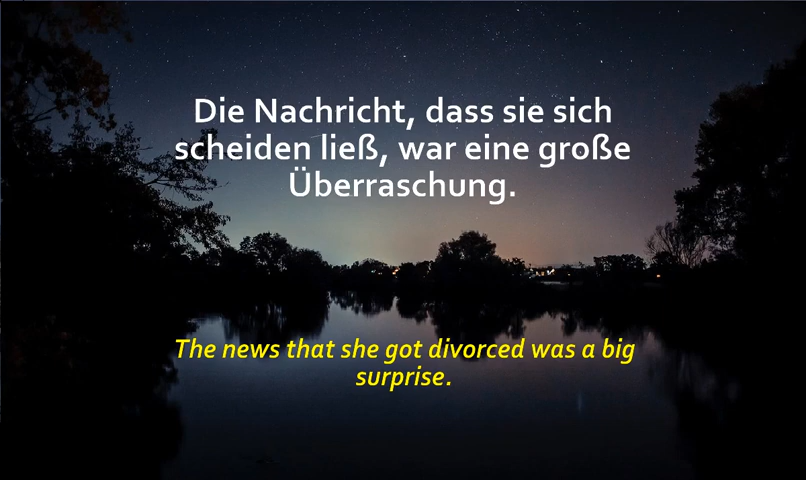 Die Nachricht, dass sie sich
scheiden ließ, war eine große
Überraschung.
The news that she got divorced was a big
surprise.